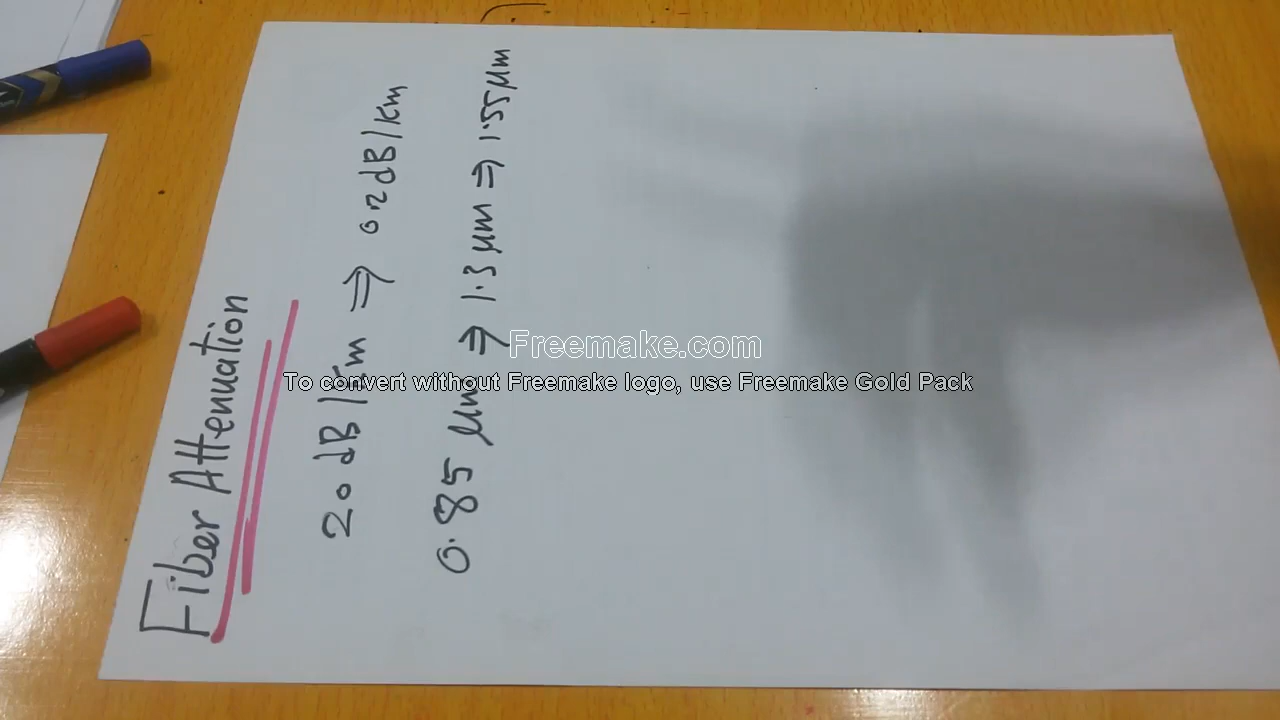 Fiber Attenuation
20 dB/Km ⇒ 0.2 dB/Km
0.85 μm ⇒ 1.3 μm ⇒ 1.55 μm
Freemake.com
To convert without Freemake logo, use Freemake Gold Pack